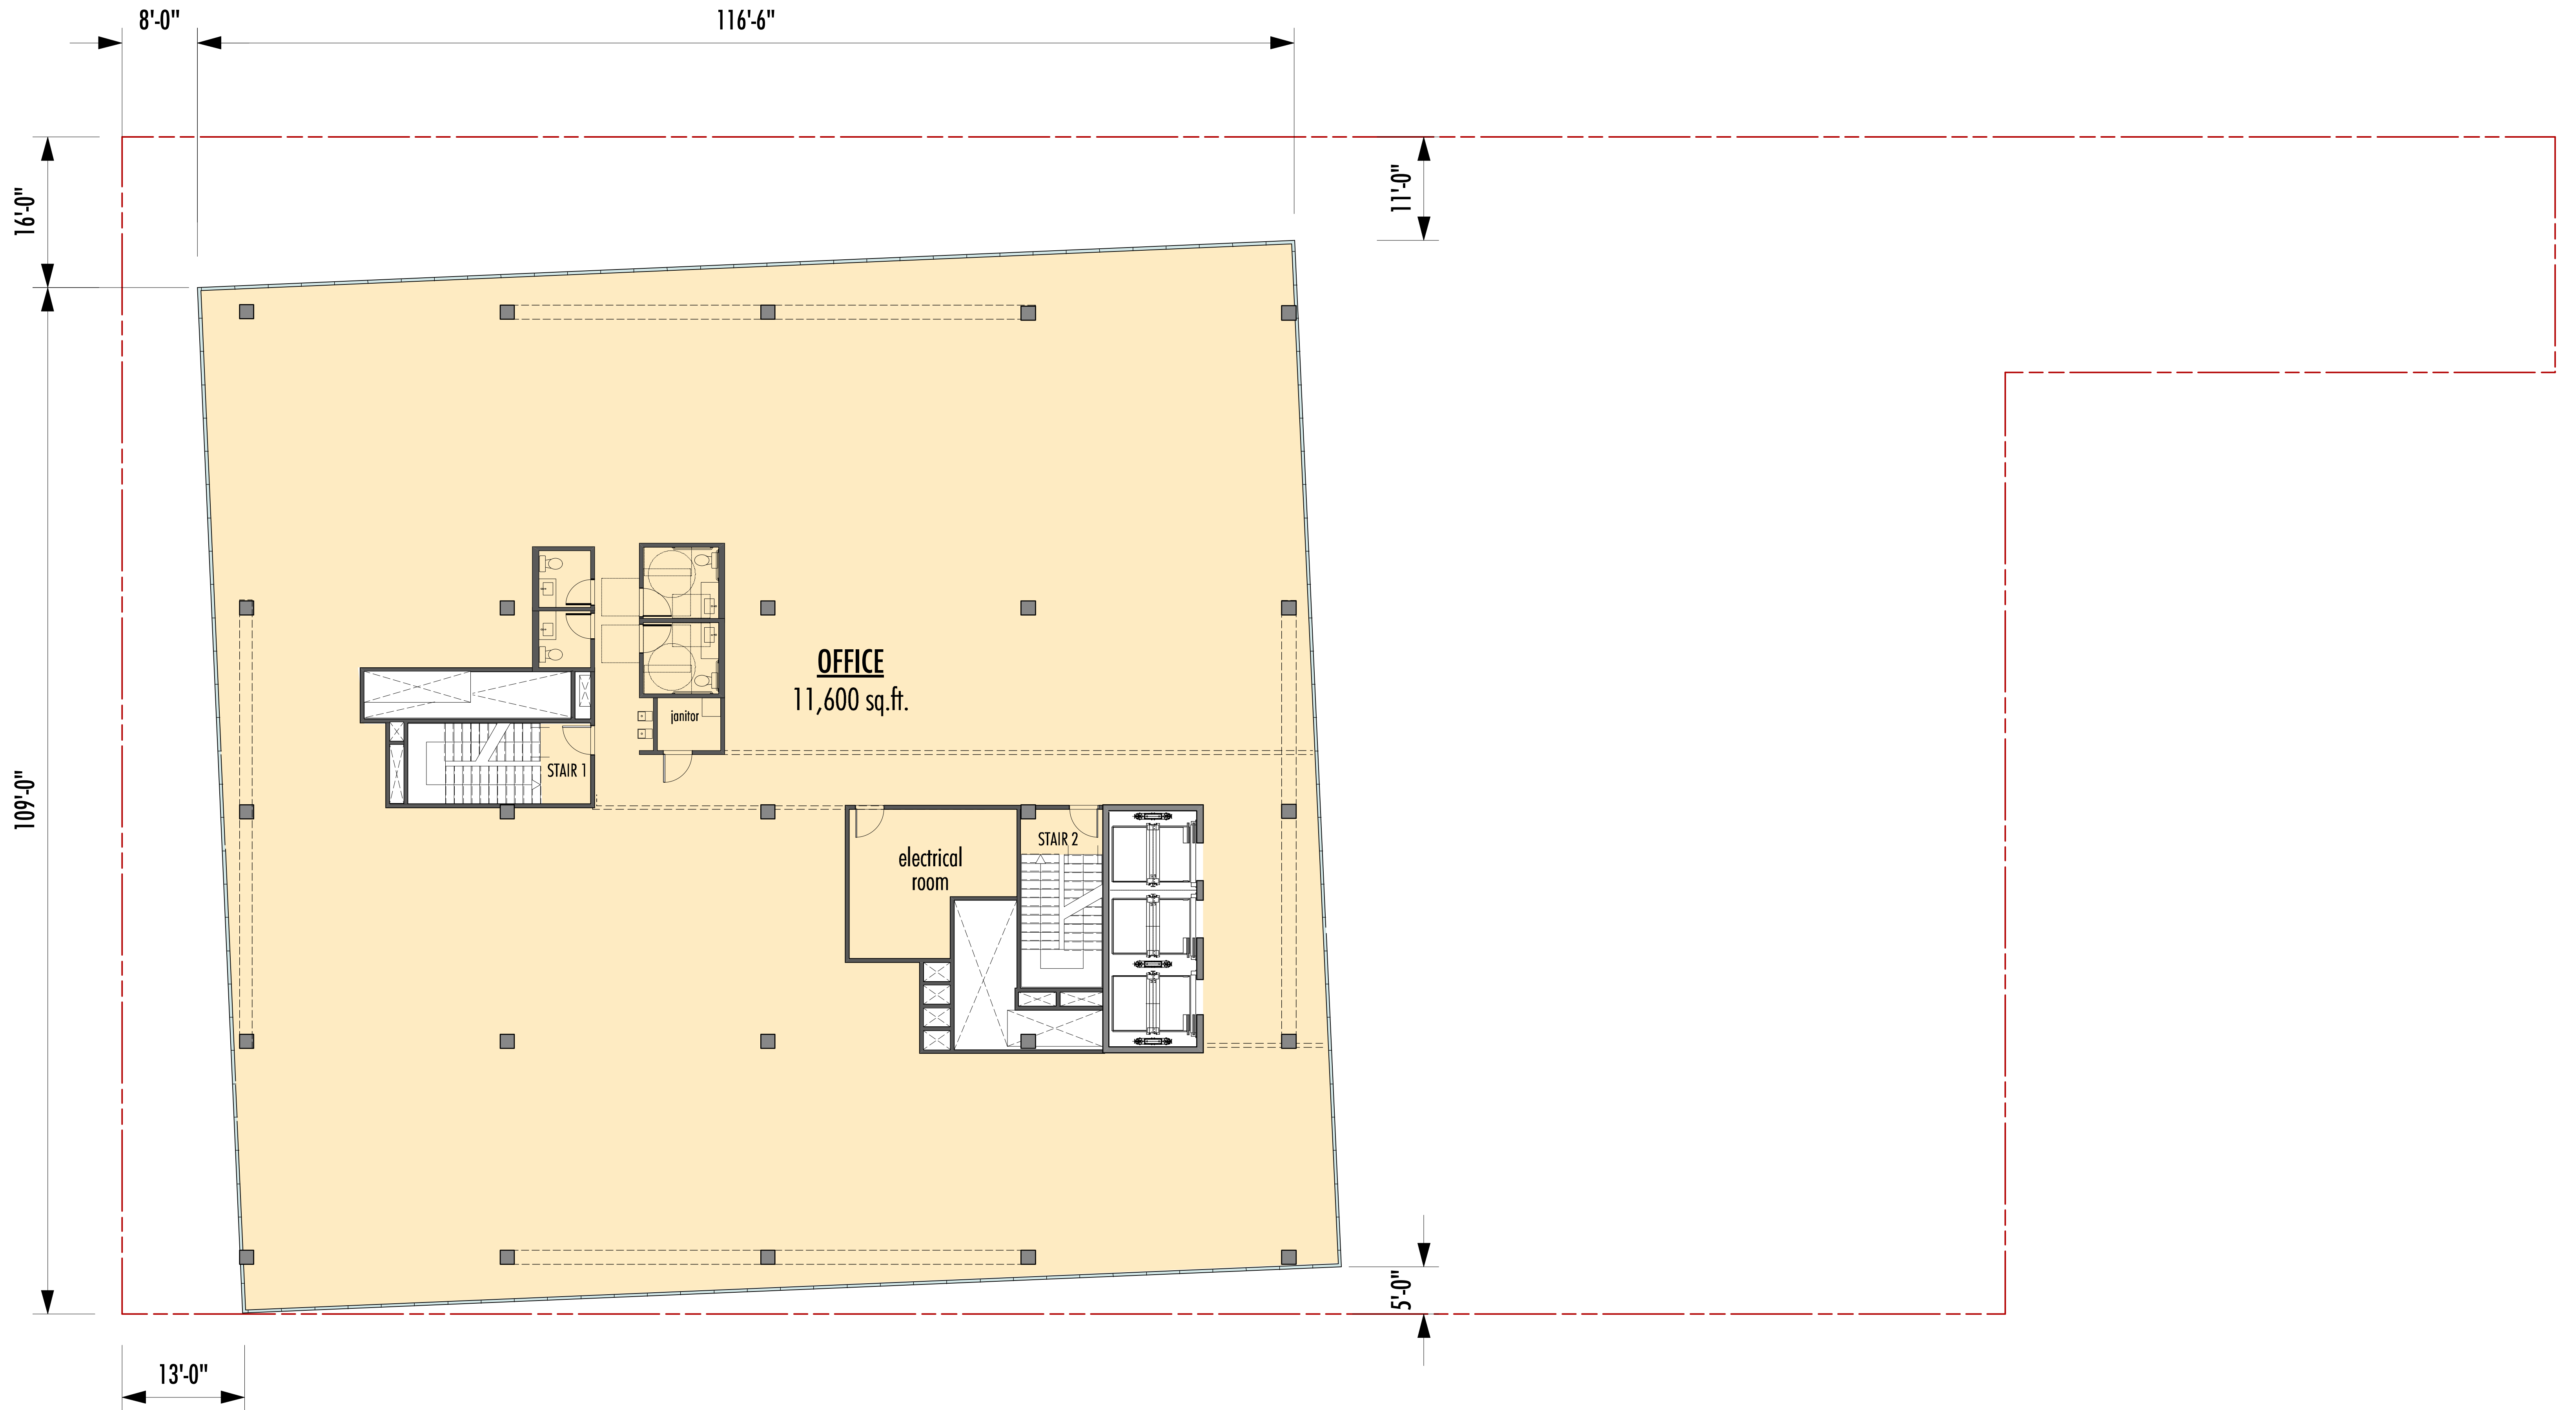 8'-0"
116'-6"
16'-0"
11'-0"
OFFICE
11,600 sq.ft.
janitor
STAIR 1
109'-0"
STAIR 2
electrical
room
5'-0"
13'-0"